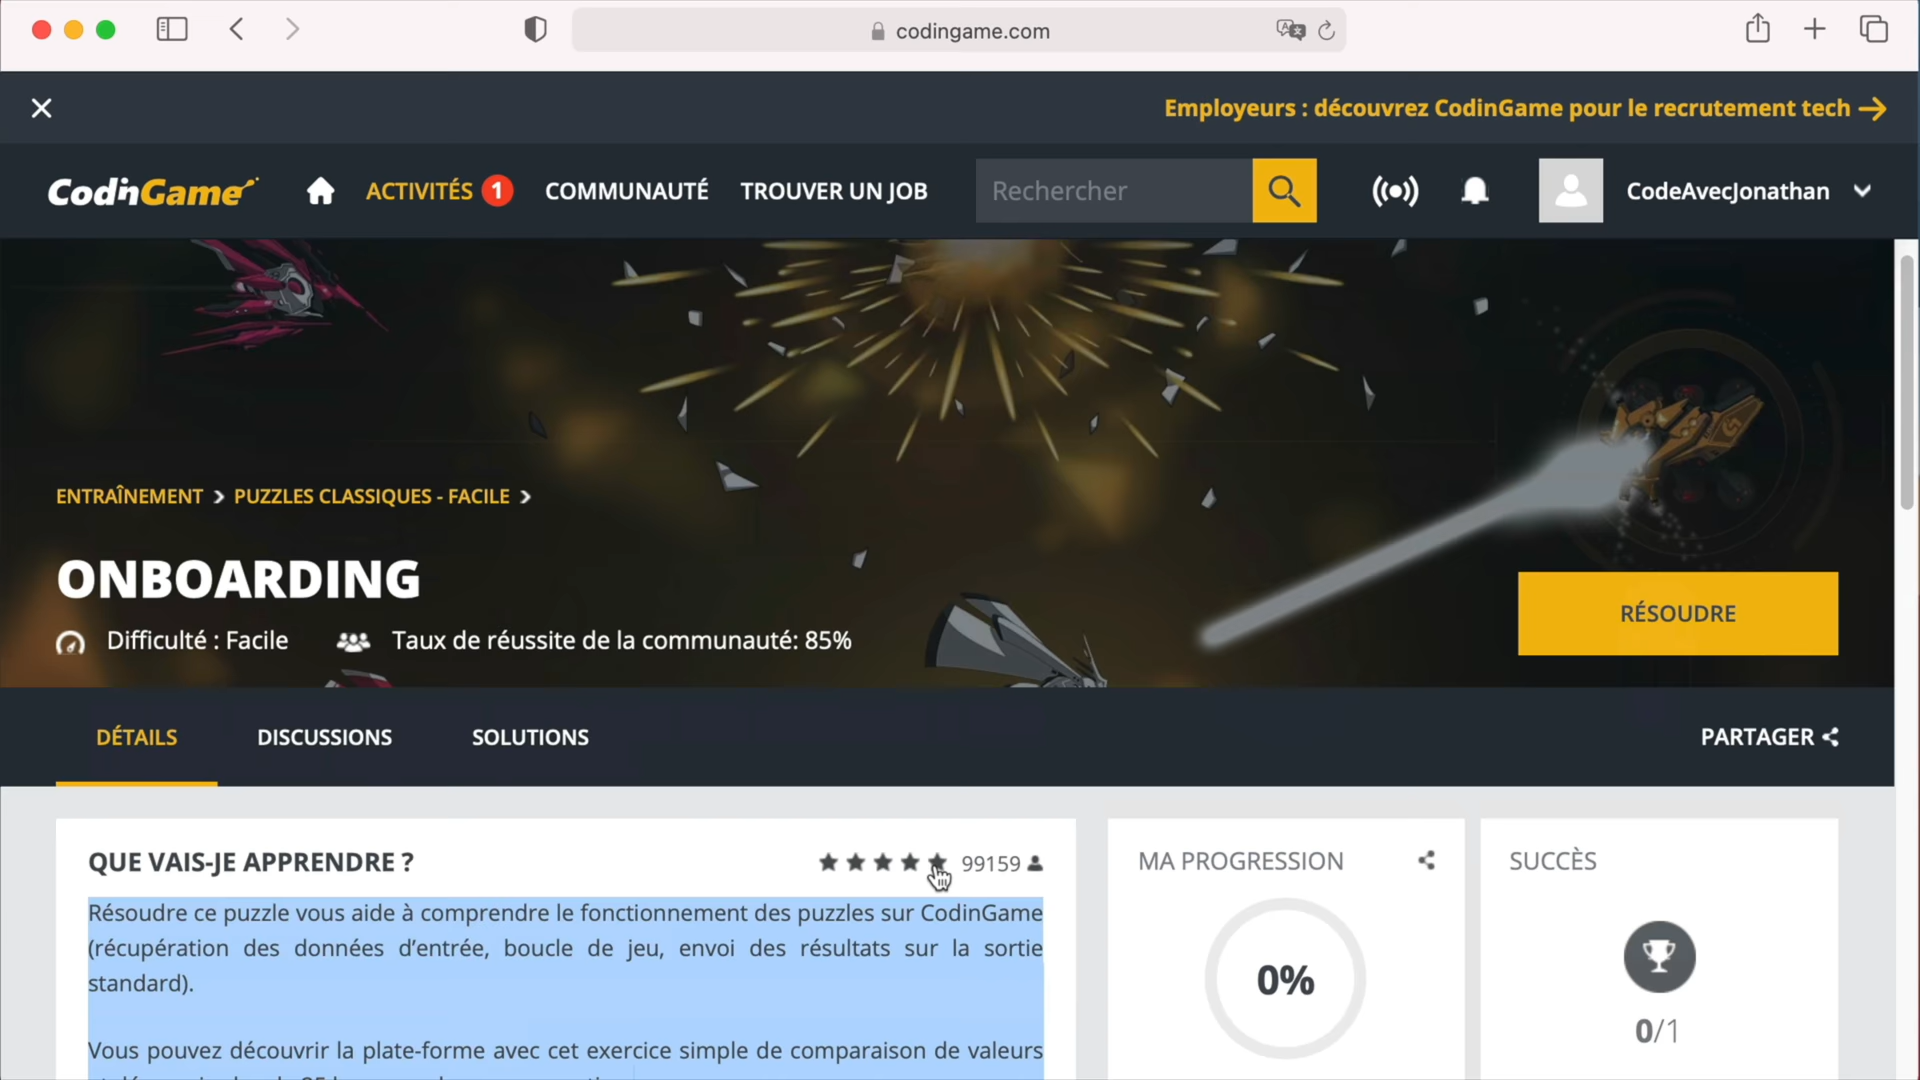 codingame.com
Employeurs : découvrez CodinGame pour le recrutement tech
CodinGame
ACTIVITÉS 1 COMMUNAUTÉ TROUVER UN JOB Rechercher CodeAvecJonathan
ENTRAÎNEMENT > PUZZLES CLASSIQUES - FACILE >
ONBOARDING
Difficulté : Facile Taux de réussite de la communauté: 85%
RÉSOUDRE
DÉTAILS DISCUSSIONS SOLUTIONS PARTAGER
QUE VAIS-JE APPRENDRE ? 99159
Résoudre ce puzzle vous aide à comprendre le fonctionnement des puzzles sur CodinGame
(récupération des données d’entrée, boucle de jeu, envoi des résultats sur la sortie
standard).
Vous pouvez découvrir la plate-forme avec cet exercice simple de comparaison de valeurs
MA PROGRESSION
0%
SUCCÈS
0/1